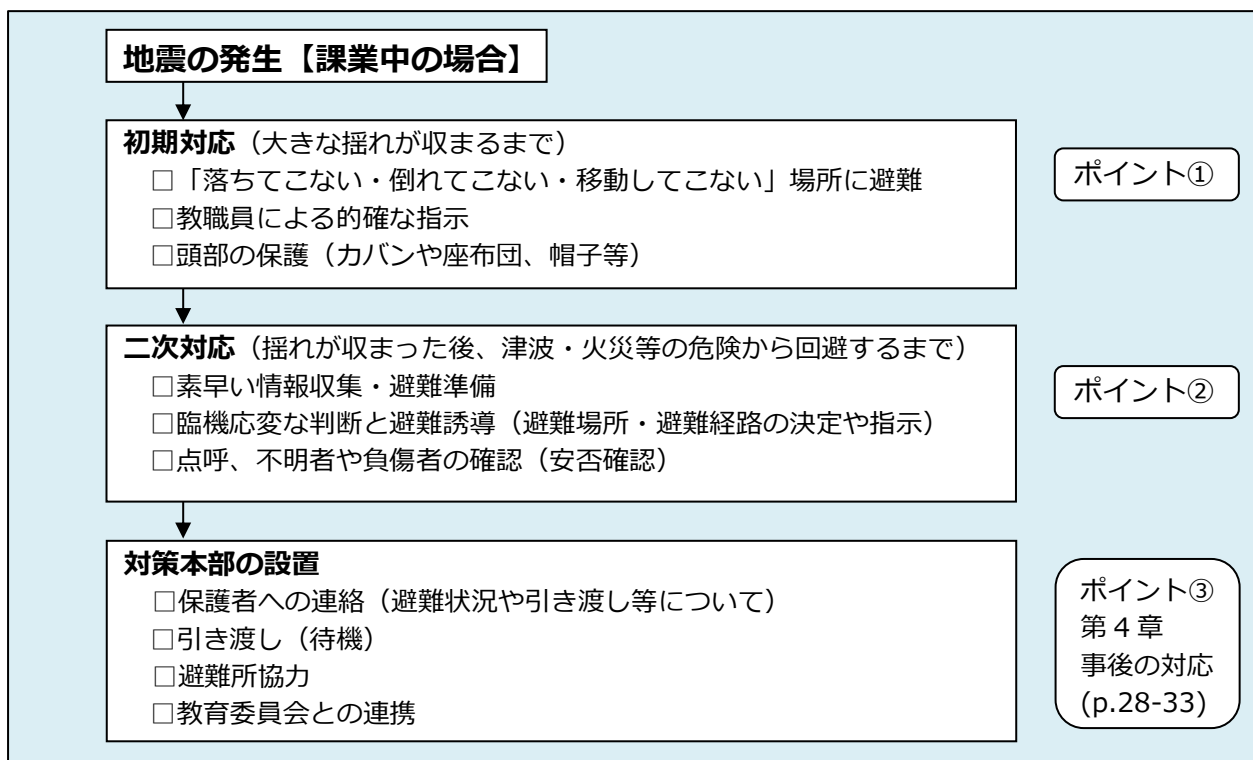 地震の発生【課業中の場合】
初期対応（大きな揺れが収まるまで）
□「落ちてこない・倒れてこない・移動してこない」場所に避難
□教職員による的確な指示
□頭部の保護（カバンや座布団、帽子等）
ポイント①
二次対応（揺れが収まった後、津波・火災等の危険から回避するまで）
□素早い情報収集・避難準備
□臨機応変な判断と避難誘導（避難場所・避難経路の決定や指示）
□点呼、不明者や負傷者の確認（安否確認）
ポイント②
対策本部の設置
□保護者への連絡（避難状況や引き渡し等について）
□引き渡し（待機）
□避難所協力
□教育委員会との連携
ポイント③
第４章
事後の対応
(p.28-33)